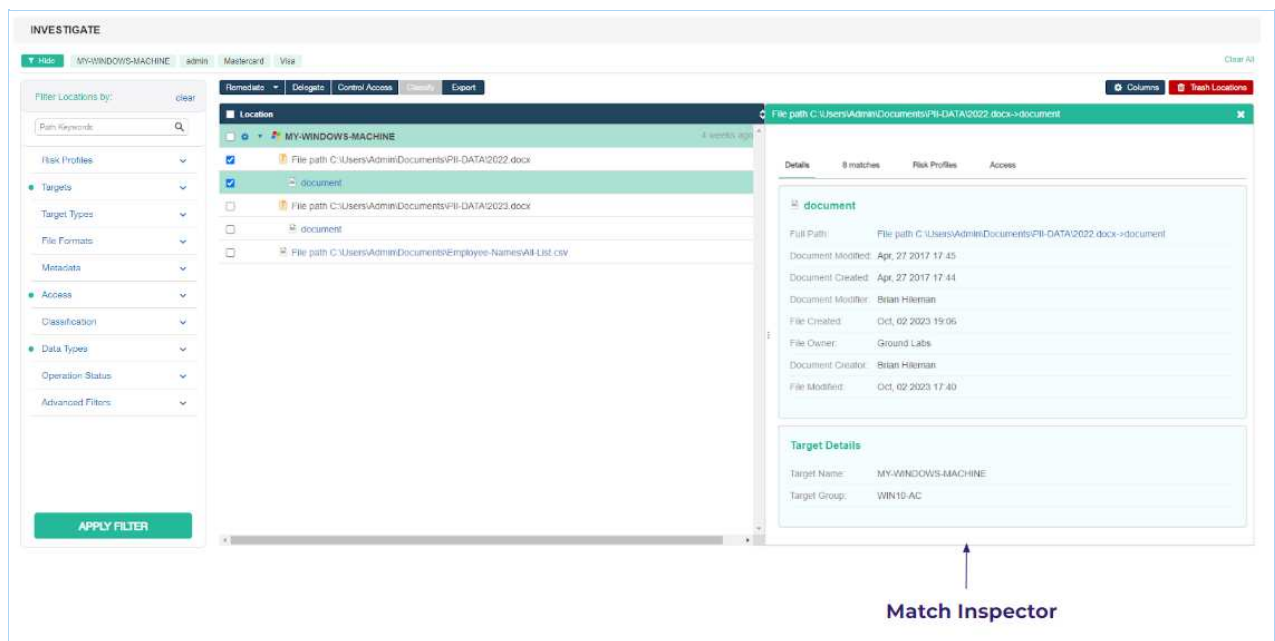 INVESTIGATE
Hide MY-WINDOWS-MACHINE admin Mastercard Visa Clear All
Filter Locations by: clear
Path Keywords
Risk Profiles
Targets
Target Types
File Formats
Metadata
Access
Classification
Data Types
Operation Status
Advanced Filters
APPLY FILTER
Remediate Delegate Control Access Classify Export Columns Trash Locations
Location
MY-WINDOWS-MACHINE 4 weeks ago
File path C:\Users\Admin\Documents\PII-DATA\2022.docx
document
File path C:\Users\Admin\Documents\PII-DATA\2023.docx
document
File path C:\Users\Admin\Documents\Employee-Names\All-List.csv
File path C:\Users\Admin\Documents\PII-DATA\2022.docx->document
Details 8 matches Risk Profiles Access
document
Full Path: File path C:\Users\Admin\Documents\PII-DATA\2022.docx->document
Document Modified: Apr, 27 2017 17:45
Document Created: Apr, 27 2017 17:44
Document Modifier: Brian Hileman
File Created: Oct, 02 2023 19:06
File Owner: Ground Labs
Document Creator: Brian Hileman
File Modified: Oct, 02 2023 17:40
Target Details
Target Name: MY-WINDOWS-MACHINE
Target Group: WIN10-AC
Match Inspector